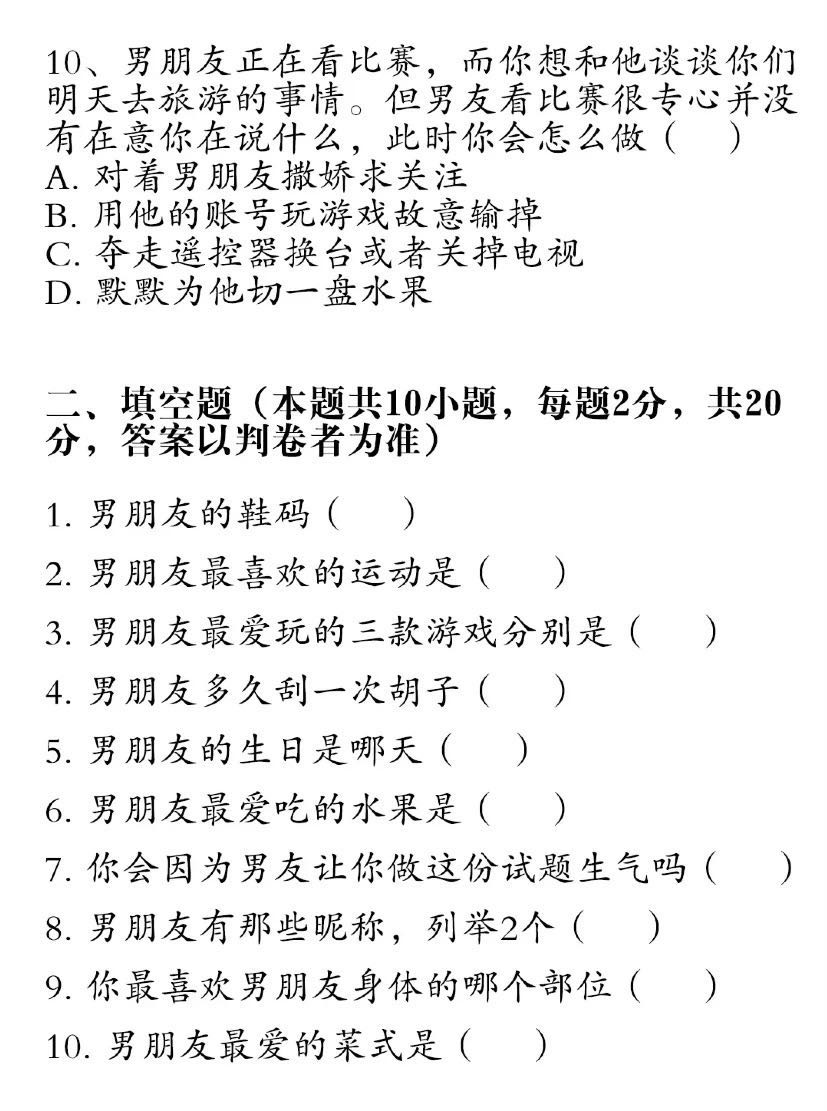 10、男朋友正在看比赛，而你想和他谈谈你们
明天去旅游的事情。但男友看比赛很专心并没
有在意你在说什么，此时你会怎么做（　）
A. 对着男朋友撒娇求关注
B. 用他的账号玩游戏故意输掉
C. 夺走遥控器换台或者关掉电视
D. 默默为他切一盘水果
二、填空题（本题共10小题，每题2分，共20
分，答案以判卷者为准）
1. 男朋友的鞋码（　）
2. 男朋友最喜欢的运动是（　）
3. 男朋友最爱玩的三款游戏分别是（　）
4. 男朋友多久刮一次胡子（　）
5. 男朋友的生日是哪天（　）
6. 男朋友最爱吃的水果是（　）
7. 你会因为男友让你做这份试题生气吗（　）
8. 男朋友有那些昵称，列举2个（　）
9. 你最喜欢男朋友身体的哪个部位（　）
10. 男朋友最爱的菜式是（　）